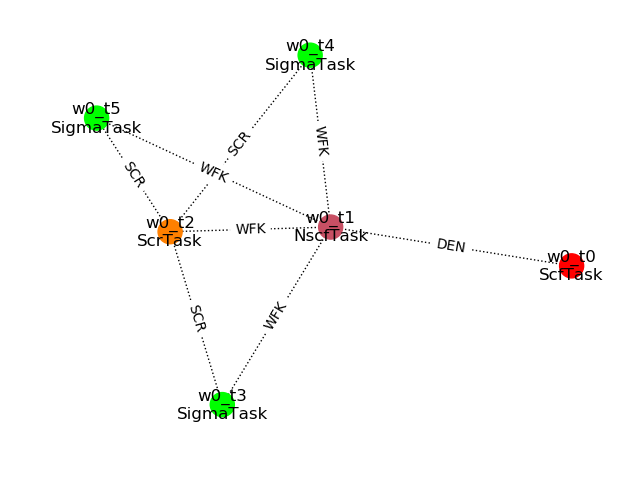 w0_t4
SigmaTask
w0_t5
SigmaTask
SCR
WFK
SCR
WFK
w0_t2
ScrTask
WFK
w0_t1
NscfTask
DEN
w0_t0
ScfTask
SCR
WFK
w0_t3
SigmaTask